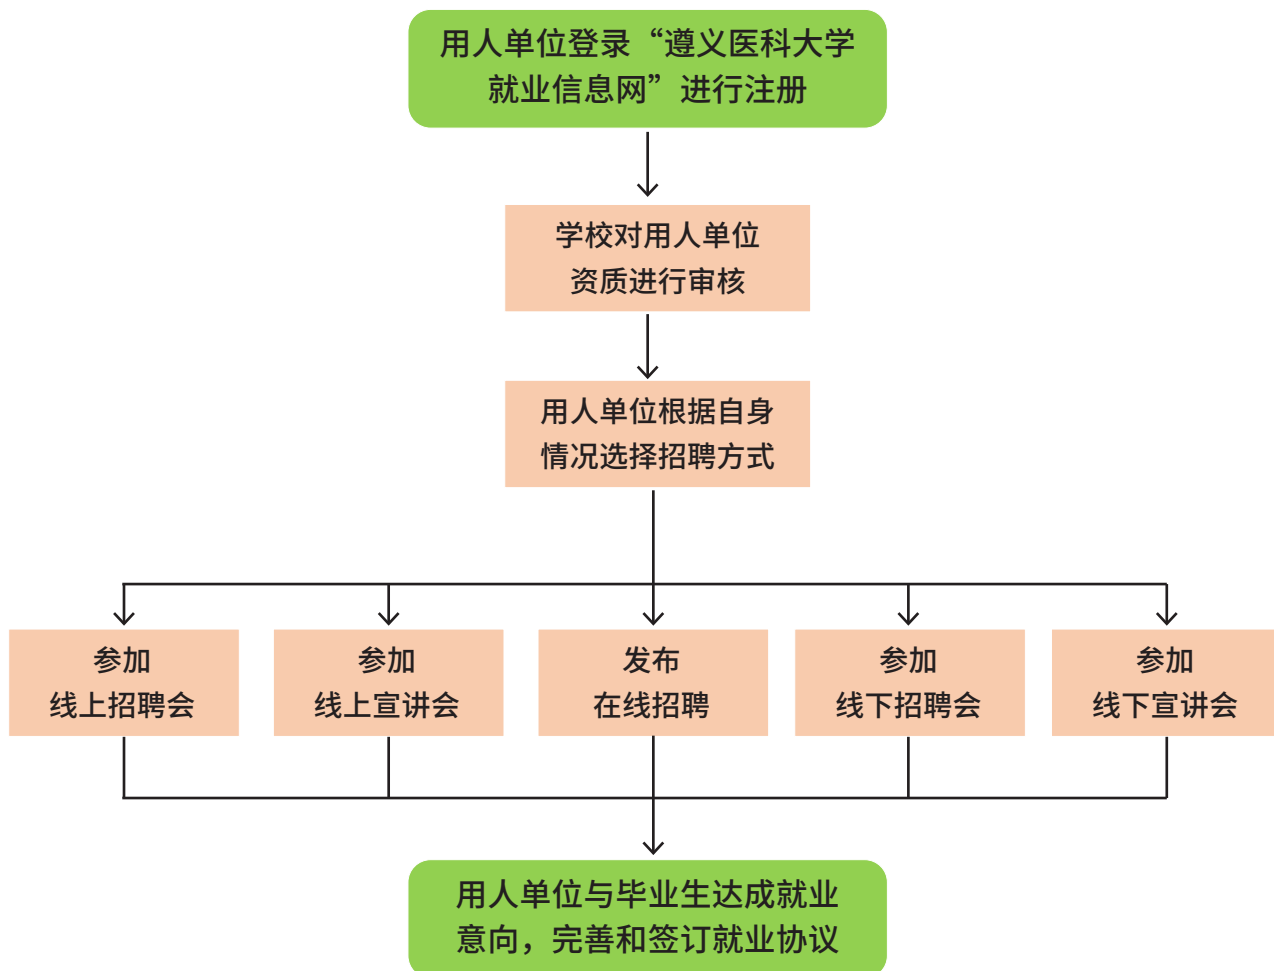 用人单位登录“遵义医科大学
就业信息网”进行注册
学校对用人单位
资质进行审核
用人单位根据自身
情况选择招聘方式
参加
线上招聘会
参加
线上宣讲会
发布
在线招聘
参加
线下招聘会
参加
线下宣讲会
用人单位与毕业生达成就业
意向，完善和签订就业协议